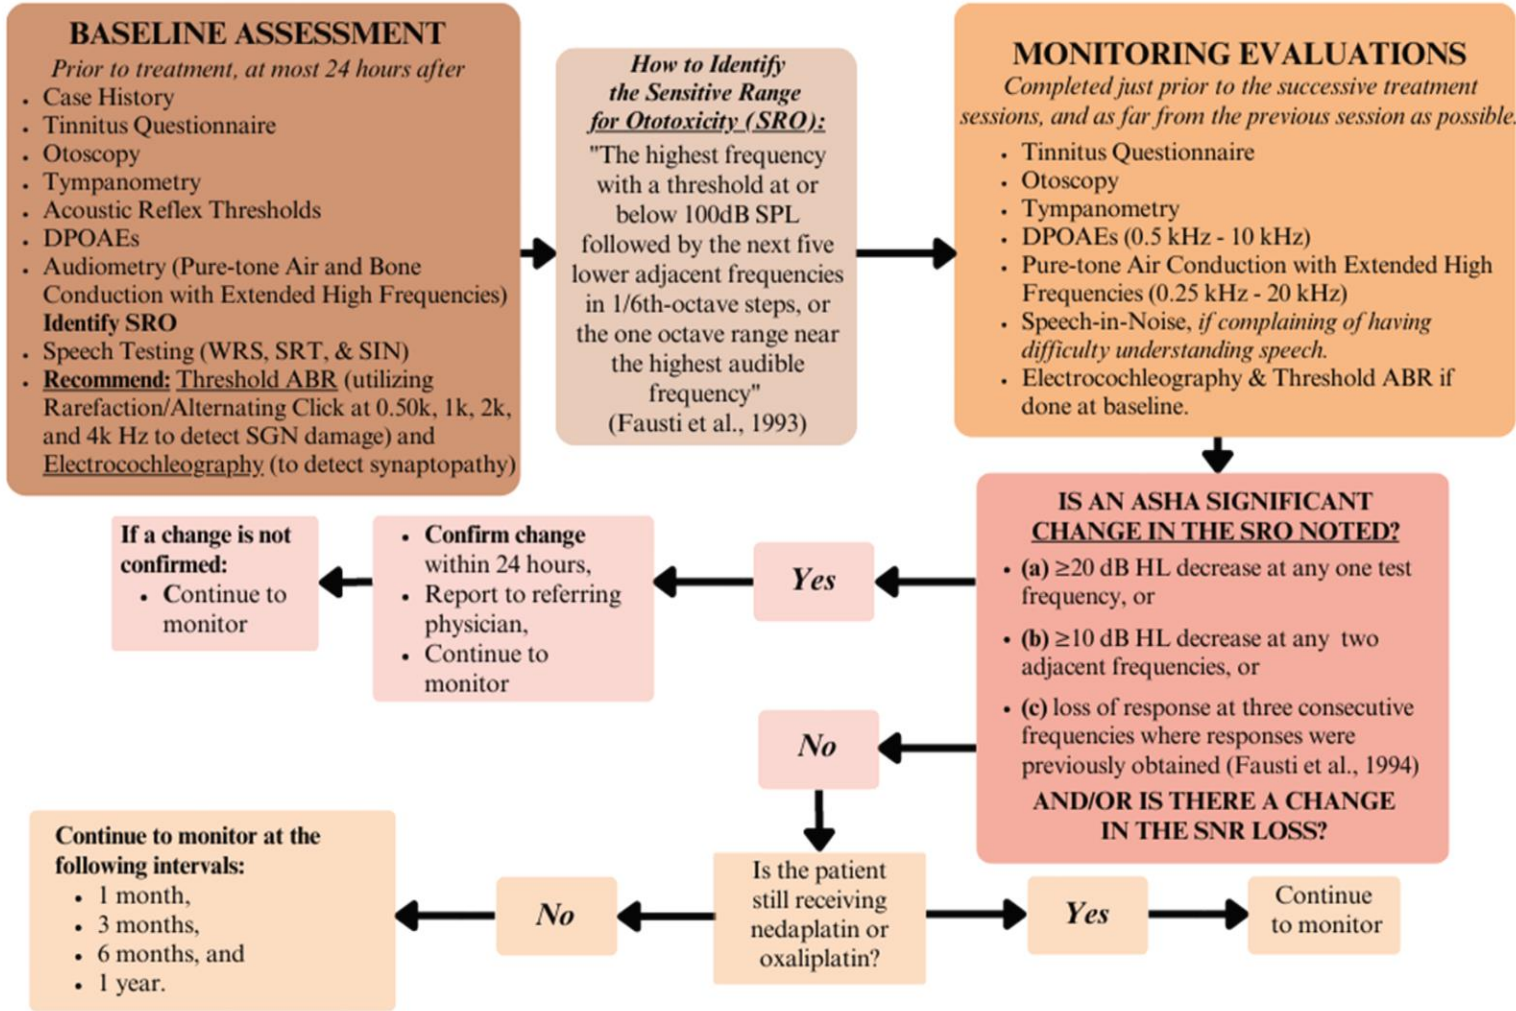 BASELINE ASSESSMENT
Prior to treatment, at most 24 hours after
• Case History
• Tinnitus Questionnaire
• Otoscopy
• Tympanometry
• Acoustic Reflex Thresholds
• DPOAEs
• Audiometry (Pure-tone Air and Bone
Conduction with Extended High Frequencies)
Identify SRO
• Speech Testing (WRS, SRT, & SIN)
• Recommend: Threshold ABR (utilizing
Rarefaction/Alternating Click at 0.50k, 1k, 2k,
and 4k Hz to detect SGN damage) and
Electrocochleography (to detect synaptopathy)
How to Identify
the Sensitive Range
for Ototoxicity (SRO):
"The highest frequency
with a threshold at or
below 100dB SPL
followed by the next five
lower adjacent frequencies
in 1/6th-octave steps, or
the one octave range near
the highest audible
frequency"
(Fausti et al., 1993)
MONITORING EVALUATIONS
Completed just prior to the successive treatment
sessions, and as far from the previous session as possible.
• Tinnitus Questionnaire
• Otoscopy
• Tympanometry
• DPOAEs (0.5 kHz - 10 kHz)
• Pure-tone Air Conduction with Extended High
Frequencies (0.25 kHz - 20 kHz)
• Speech-in-Noise, if complaining of having
difficulty understanding speech.
• Electrocochleography & Threshold ABR if
done at baseline.
IS AN ASHA SIGNIFICANT
CHANGE IN THE SRO NOTED?
• (a) ≥20 dB HL decrease at any one test
frequency, or
• (b) ≥10 dB HL decrease at any two
adjacent frequencies, or
• (c) loss of response at three consecutive
frequencies where responses were
previously obtained (Fausti et al., 1994)
AND/OR IS THERE A CHANGE
IN THE SNR LOSS?
Yes
• Confirm change
within 24 hours,
• Report to referring
physician,
• Continue to
monitor
If a change is not
confirmed:
• Continue to
monitor
No
Is the patient
still receiving
nedaplatin or
oxaliplatin?
Yes
Continue
to monitor
No
Continue to monitor at the
following intervals:
• 1 month,
• 3 months,
• 6 months, and
• 1 year.